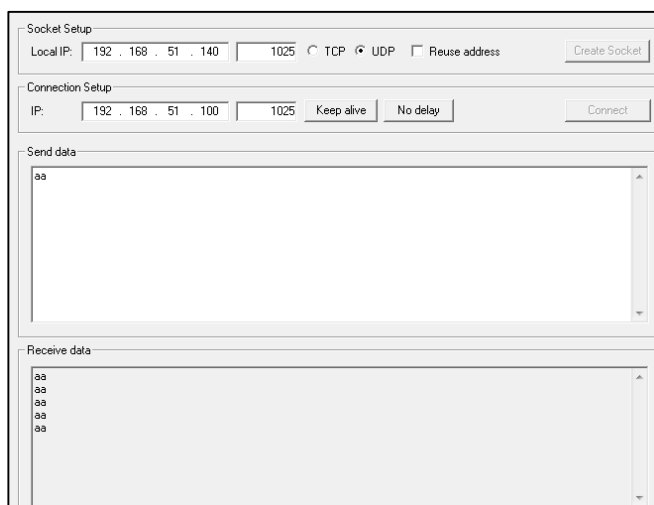 Socket Setup
Local IP: 192 . 168 . 51 . 140 1025 TCP UDP Reuse address Create Socket
Connection Setup
IP: 192 . 168 . 51 . 100 1025 Keep alive No delay Connect
Send data
aa
Receive data
aa
aa
aa
aa
aa